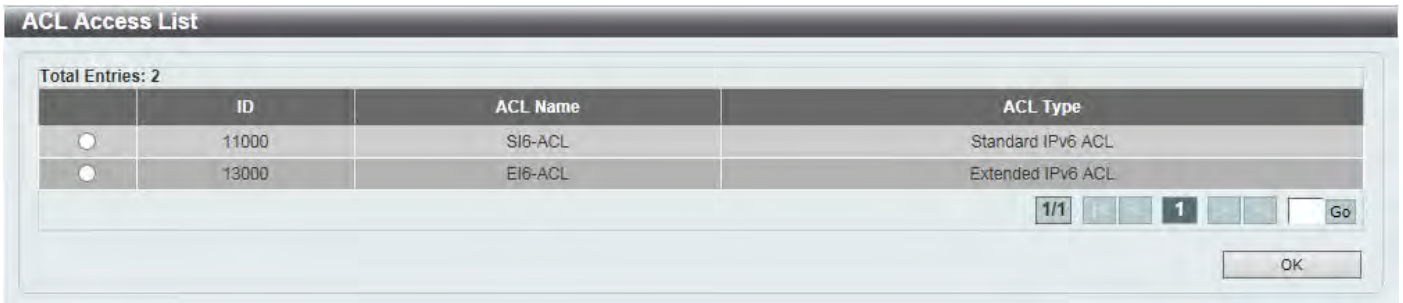 ACL Access List
Total Entries: 2
ID ACL Name ACL Type
11000 SI6-ACL Standard IPv6 ACL
13000 EI6-ACL Extended IPv6 ACL
1/1 |< < 1 > >| Go
OK